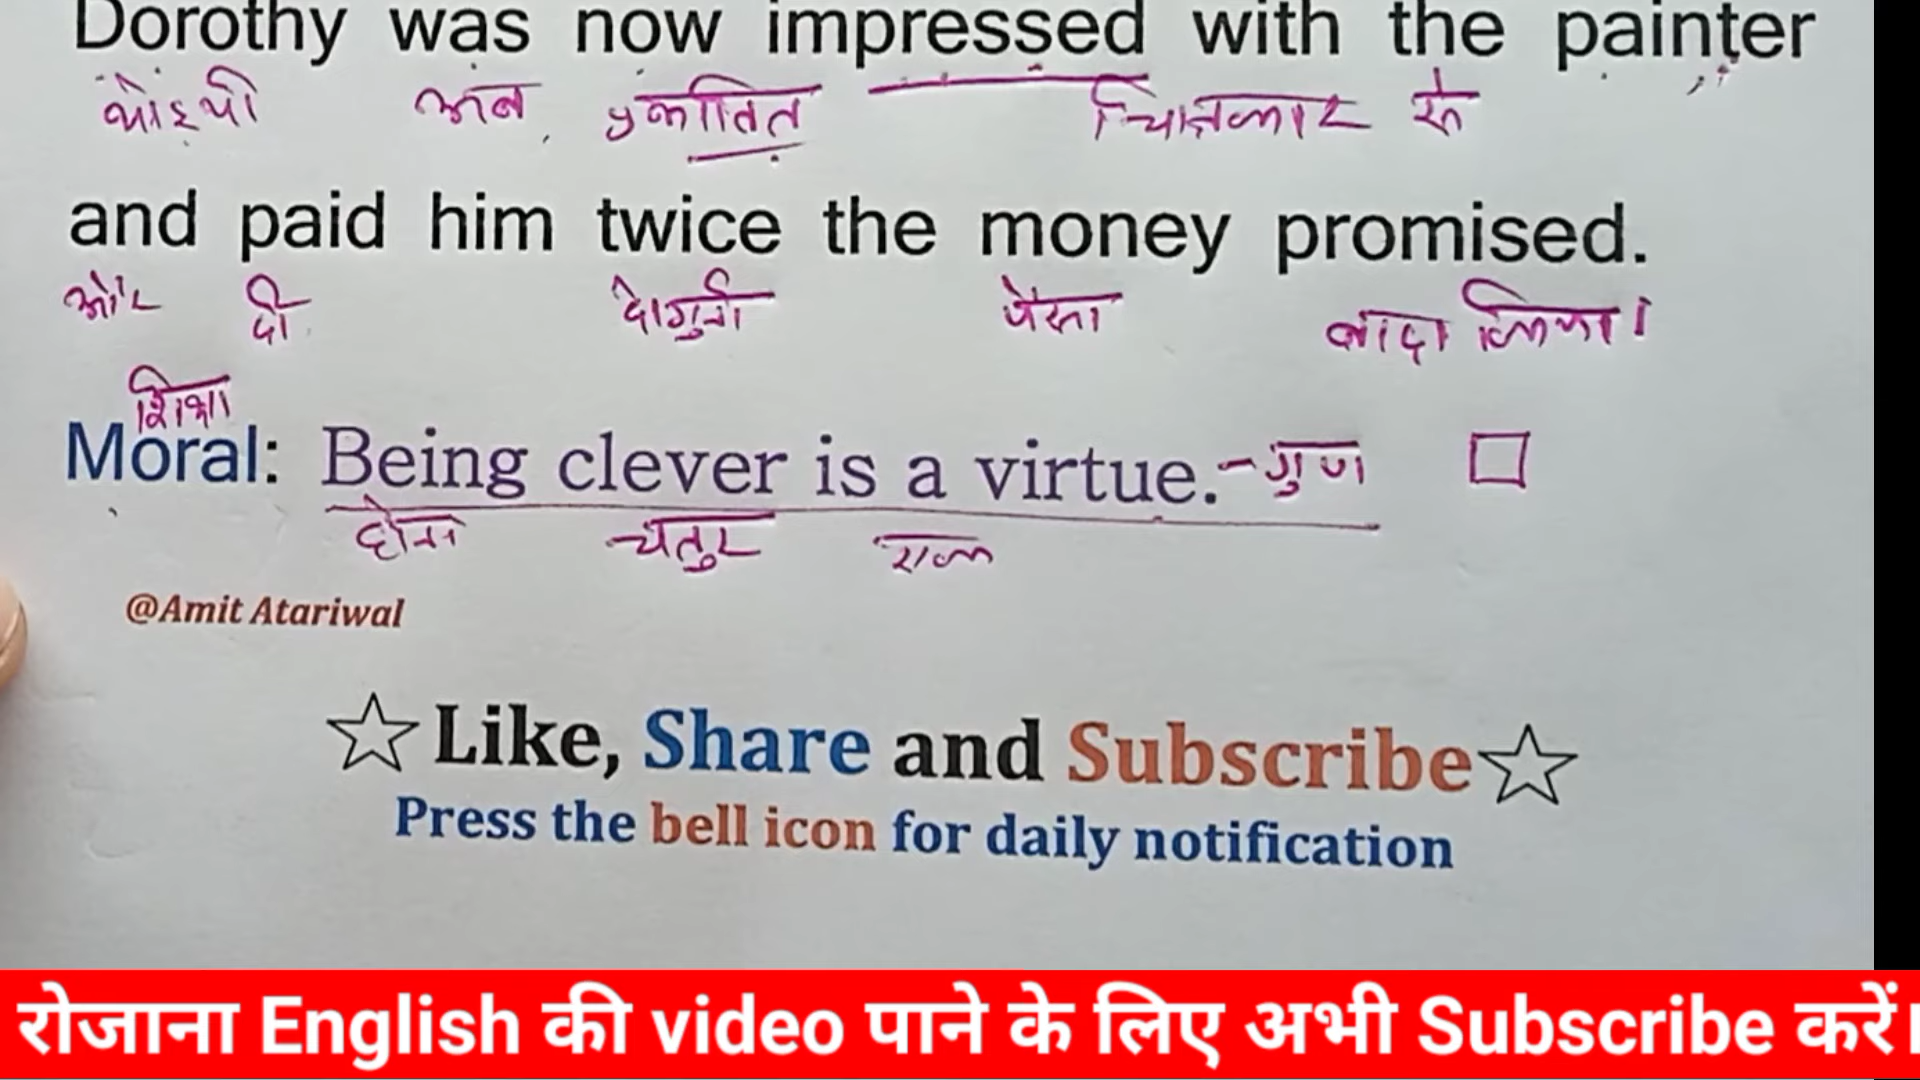 Dorothy was now impressed with the painter
अब चित्रकार से
and paid him twice the money promised.
और दी दोगुनी पैसा वादा किया।
शिक्षा
Moral: Being clever is a virtue. - गुण
होना चतुर एक
@Amit Atariwal
Like, Share and Subscribe
Press the bell icon for daily notification
रोजाना English की video पाने के लिए अभी Subscribe करें।